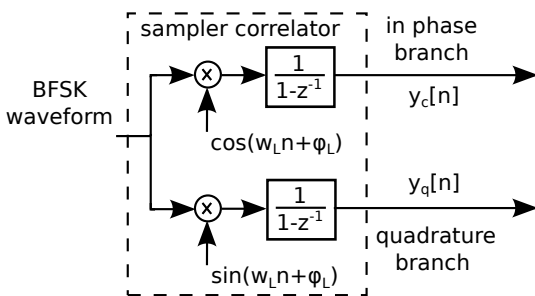 sampler correlator
in phase
branch
BFSK
waveform
1
1-z⁻¹
y_c[n]
cos(w_L n+φ_L)
1
1-z⁻¹
y_q[n]
sin(w_L n+φ_L)
quadrature
branch